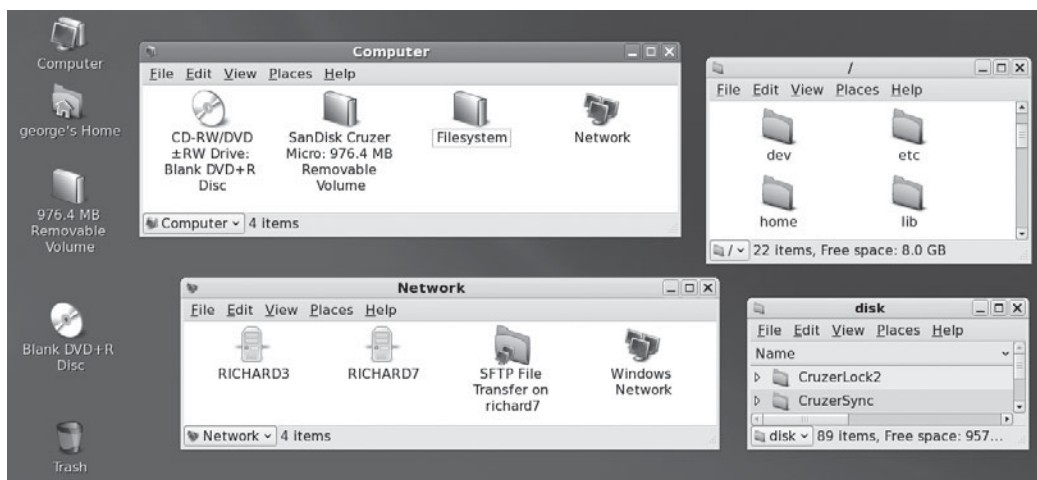 Computer
george's Home
976.4 MB
Removable
Volume
Blank DVD+R
Disc
Trash
Computer
File Edit View Places Help
CD-RW/DVD
±RW Drive:
Blank DVD+R
Disc
SanDisk Cruzer
Micro: 976.4 MB
Removable
Volume
Filesystem
Network
Computer 4 items
/
File Edit View Places Help
dev
etc
home
lib
/ 22 items, Free space: 8.0 GB
Network
File Edit View Places Help
RICHARD3
RICHARD7
SFTP File
Transfer on
richard7
Windows
Network
Network 4 items
disk
File Edit View Places Help
Name
CruzerLock2
CruzerSync
disk 89 items, Free space: 957...